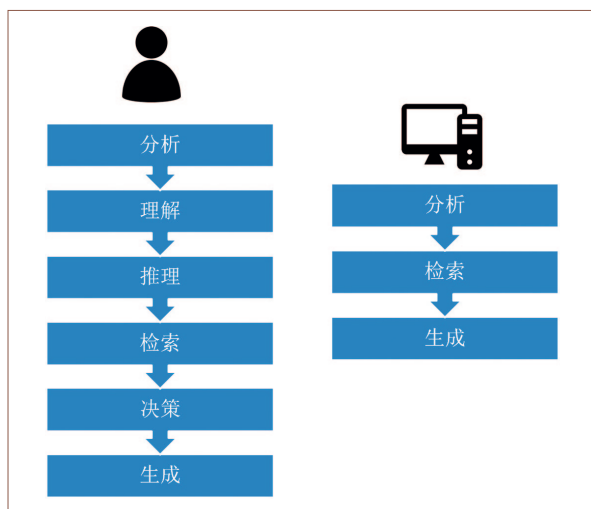 分析
理解
推理
检索
决策
生成
分析
检索
生成